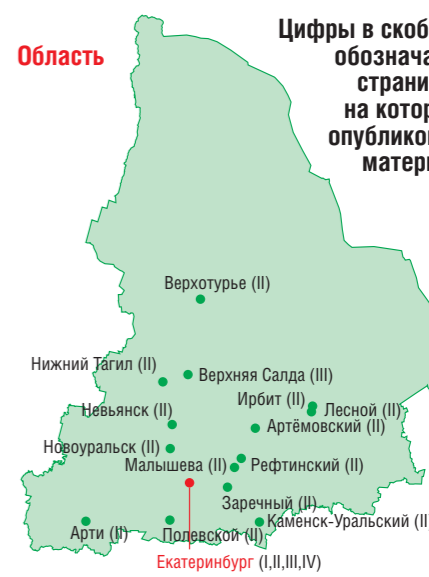 Область
Цифры в скоб
обознача
страни
на котор
опубликов
матери
Верхотурье (II)
Нижний Тагил (II)
Верхняя Салда (III)
Ирбит (II)
Лесной (II)
Невьянск (II)
Артёмовский (II)
Новоуральск (II)
Малышева (II)
Рефтинский (II)
Заречный (II)
Каменск-Уральский (II
Арти (II)
Полевской (II)
Екатеринбург (I,II,III,IV)